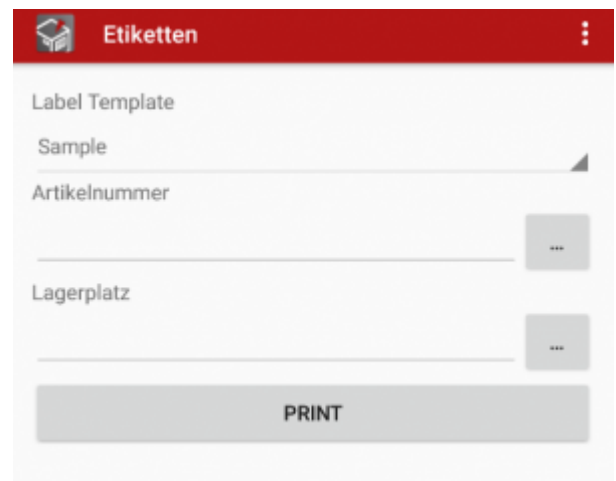 Etiketten
Label Template
Sample
Artikelnummer
...
Lagerplatz
...
PRINT